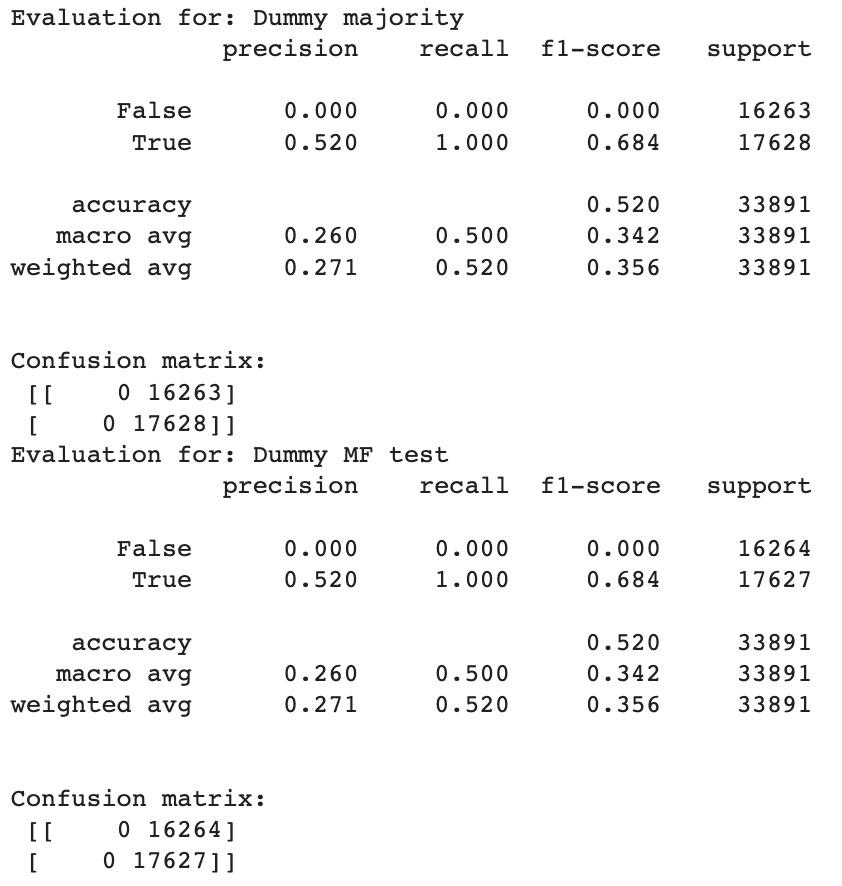 Evaluation for: Dummy majority
precision recall f1-score support
False 0.000 0.000 0.000 16263
True 0.520 1.000 0.684 17628
accuracy 0.520 33891
macro avg 0.260 0.500 0.342 33891
weighted avg 0.271 0.520 0.356 33891
Confusion matrix:
[[ 0 16263]
[ 0 17628]]
Evaluation for: Dummy MF test
precision recall f1-score support
False 0.000 0.000 0.000 16264
True 0.520 1.000 0.684 17627
accuracy 0.520 33891
macro avg 0.260 0.500 0.342 33891
weighted avg 0.271 0.520 0.356 33891
Confusion matrix:
[[ 0 16264]
[ 0 17627]]